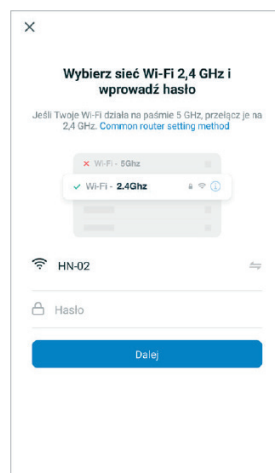 Wybierz sieć Wi-Fi 2,4 GHz i
wprowadź hasło
Jeśli Twoje Wi-Fi działa na paśmie 5 GHz, przełącz je na
2,4 GHz. Common router setting method
Wi-Fi - 5Ghz
Wi-Fi - 2.4Ghz
HN-02
Hasło
Dalej